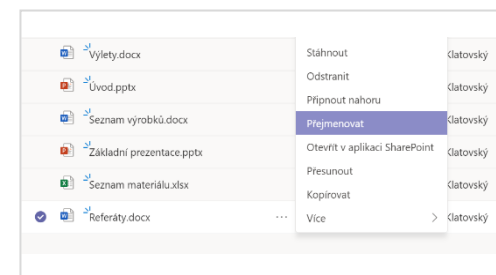 Výlety.docx
Stáhnout
Klatovský
Odstranit
Úvod.pptx
Klatovský
Připnout nahoru
Seznam výrobků.docx
Přejmenovat
Klatovský
Otevřít v aplikaci SharePoint
Základní prezentace.pptx
Klatovský
Přesunout
Seznam materiálu.xlsx
Klatovský
Kopírovat
Referáty.docx
Více
Klatovský